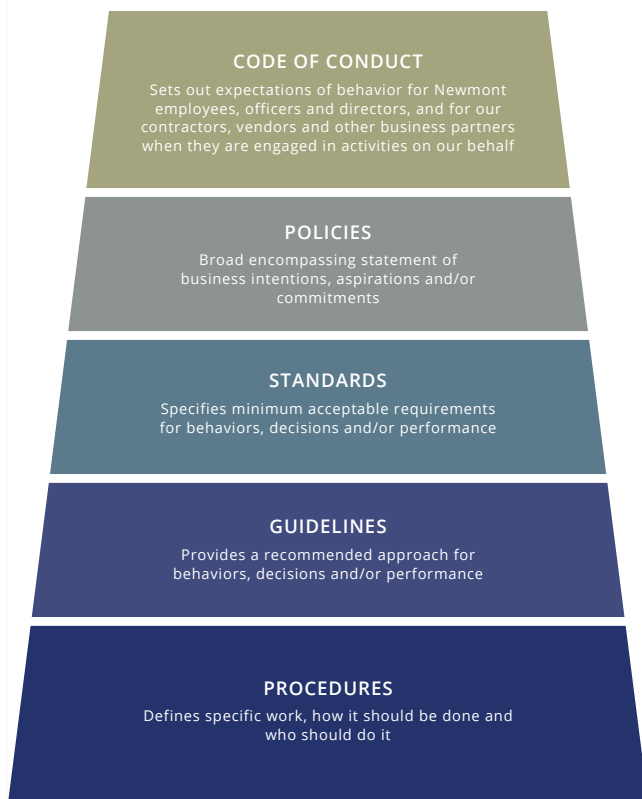 CODE OF CONDUCT
Sets out expectations of behavior for Newmont
employees, officers and directors, and for our
contractors, vendors and other business partners
when they are engaged in activities on our behalf
POLICIES
Broad encompassing statement of
business intentions, aspirations and/or
commitments
STANDARDS
Specifies minimum acceptable requirements
for behaviors, decisions and/or performance
GUIDELINES
Provides a recommended approach for
behaviors, decisions and/or performance
PROCEDURES
Defines specific work, how it should be done and
who should do it